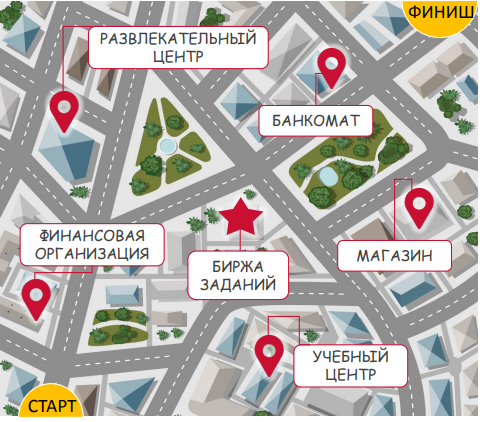 ФИНИШ
РАЗВЛЕКАТЕЛЬНЫЙ
ЦЕНТР
БАНКОМАТ
ФИНАНСОВАЯ
ОРГАНИЗАЦИЯ
БИРЖА
ЗАДАНИЙ
МАГАЗИН
УЧЕБНЫЙ
ЦЕНТР
СТАРТ